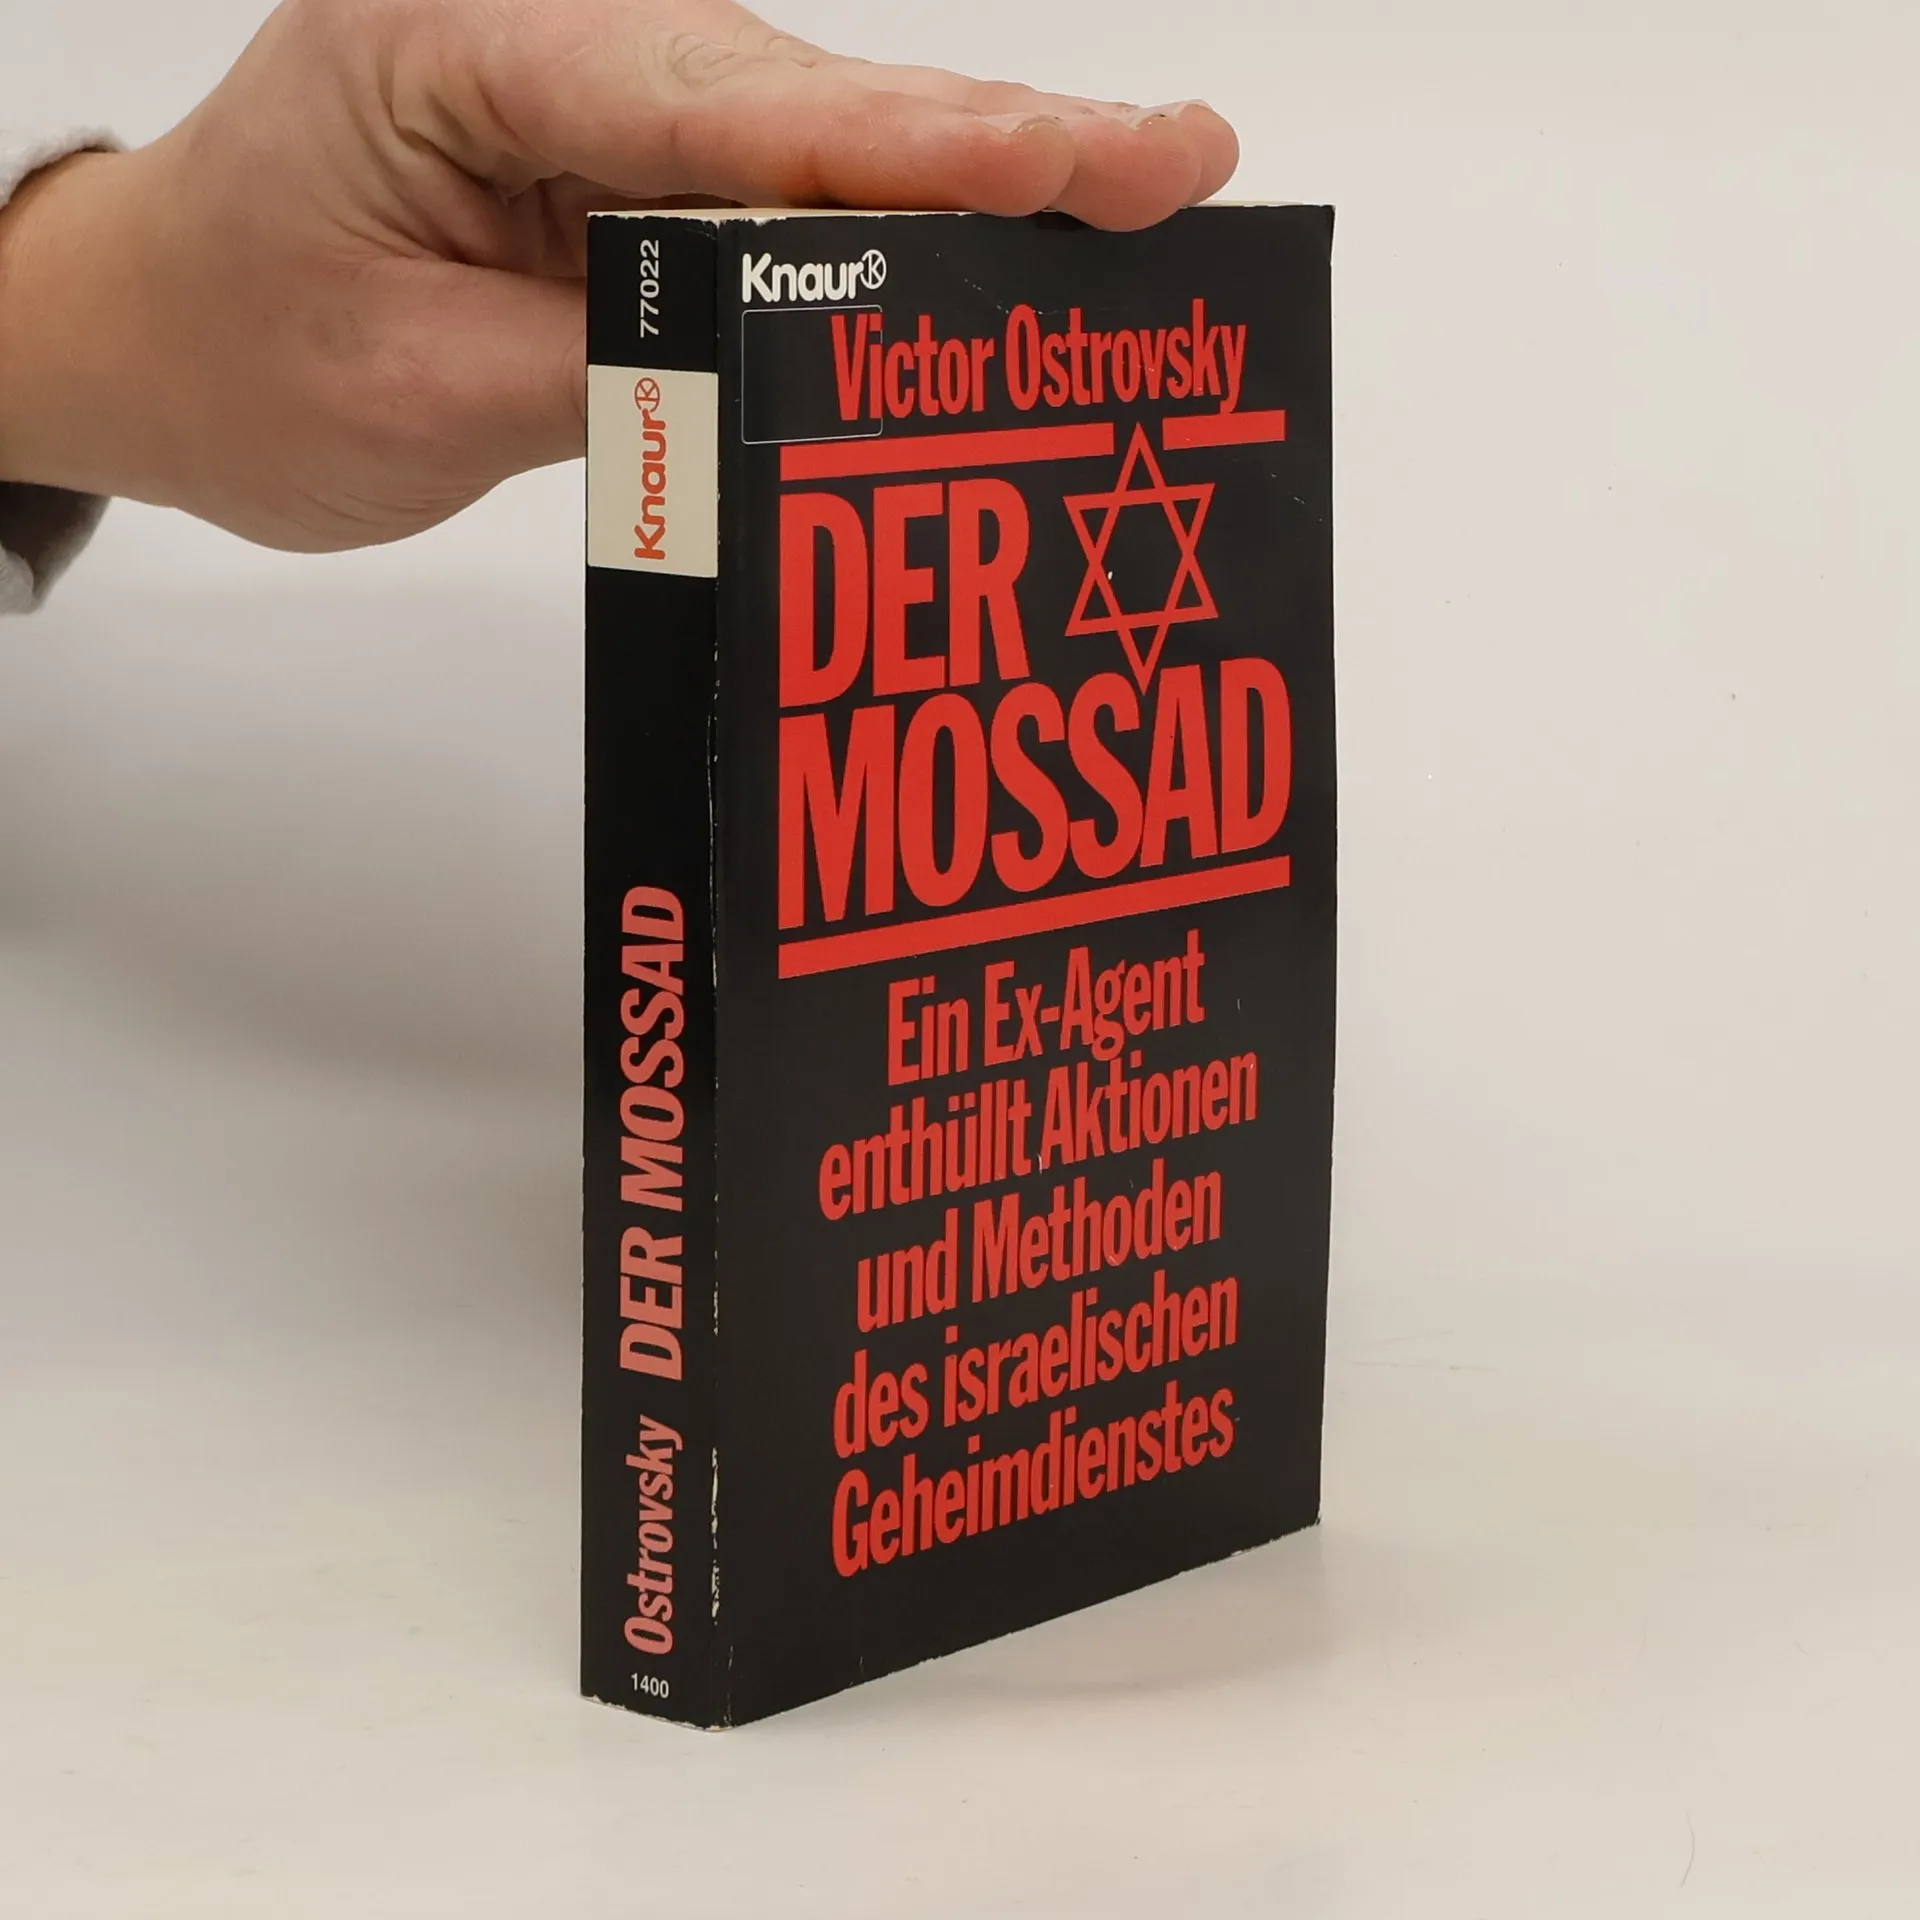 77022
Knaur
DER MOSSAD
Ostrovsky
1400
Knaur
Victor Ostrovsky
DER
MOSSAD
Ein Ex-Agent
enthüllt Aktionen
und Methoden
des israelischen
Geheimdienstes